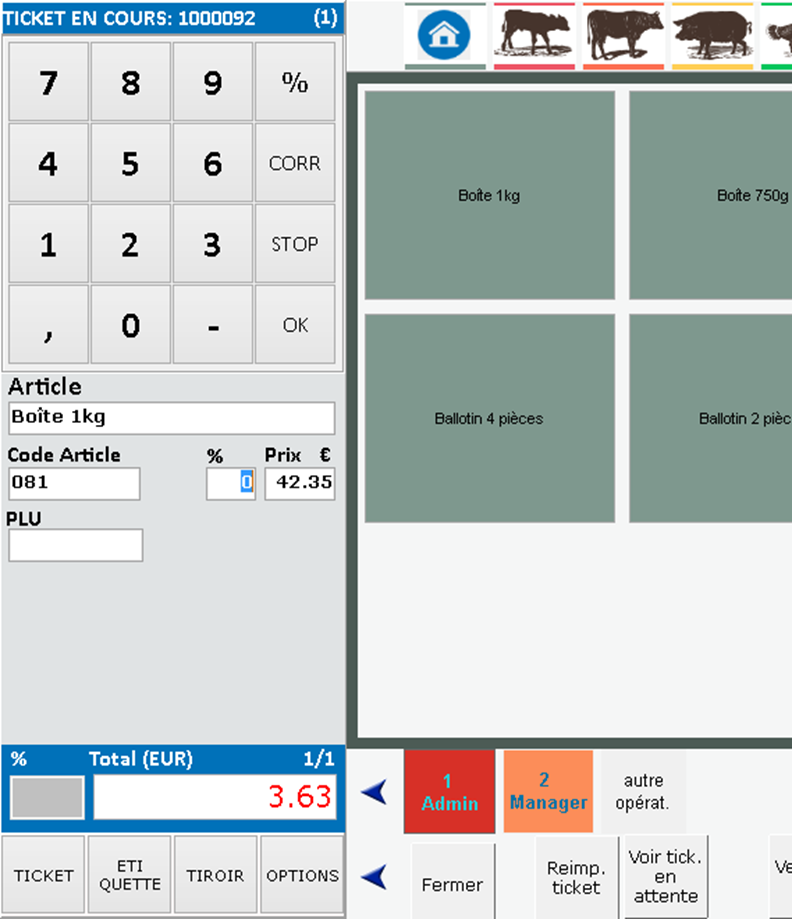 TICKET EN COURS: 1000092 (1)
7 8 9 %
4 5 6 CORR
1 2 3 STOP
, 0 - OK
Article
Boîte 1kg
Code Article % Prix €
081 0 42.35
PLU
% Total (EUR) 1/1
3.63
TICKET
ETI
QUETTE
TIROIR
OPTIONS
Boîte 1kg
Boîte 750g
Ballotin 4 pièces
Ballotin 2 pièc
1
Admin
2
Manager
autre
opérat.
Fermer
Reimp.
ticket
Voir tick.
en
attente
Ve